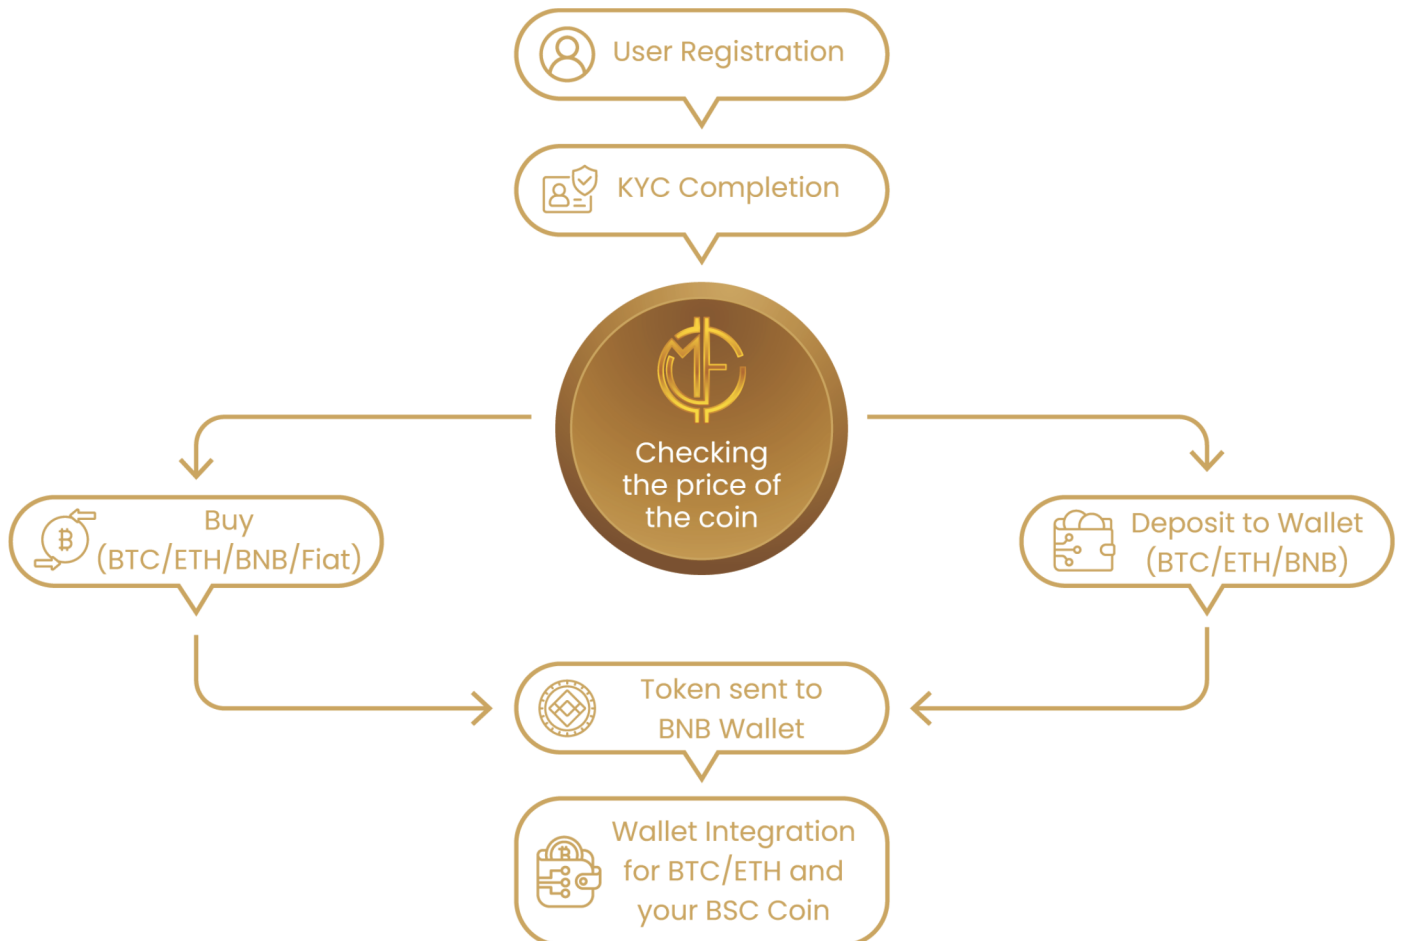 User Registration
KYC Completion
Checking
the price of
the coin
Buy
(BTC/ETH/BNB/Fiat)
Deposit to Wallet
(BTC/ETH/BNB)
Token sent to
BNB Wallet
Wallet Integration
for BTC/ETH and
your BSC Coin